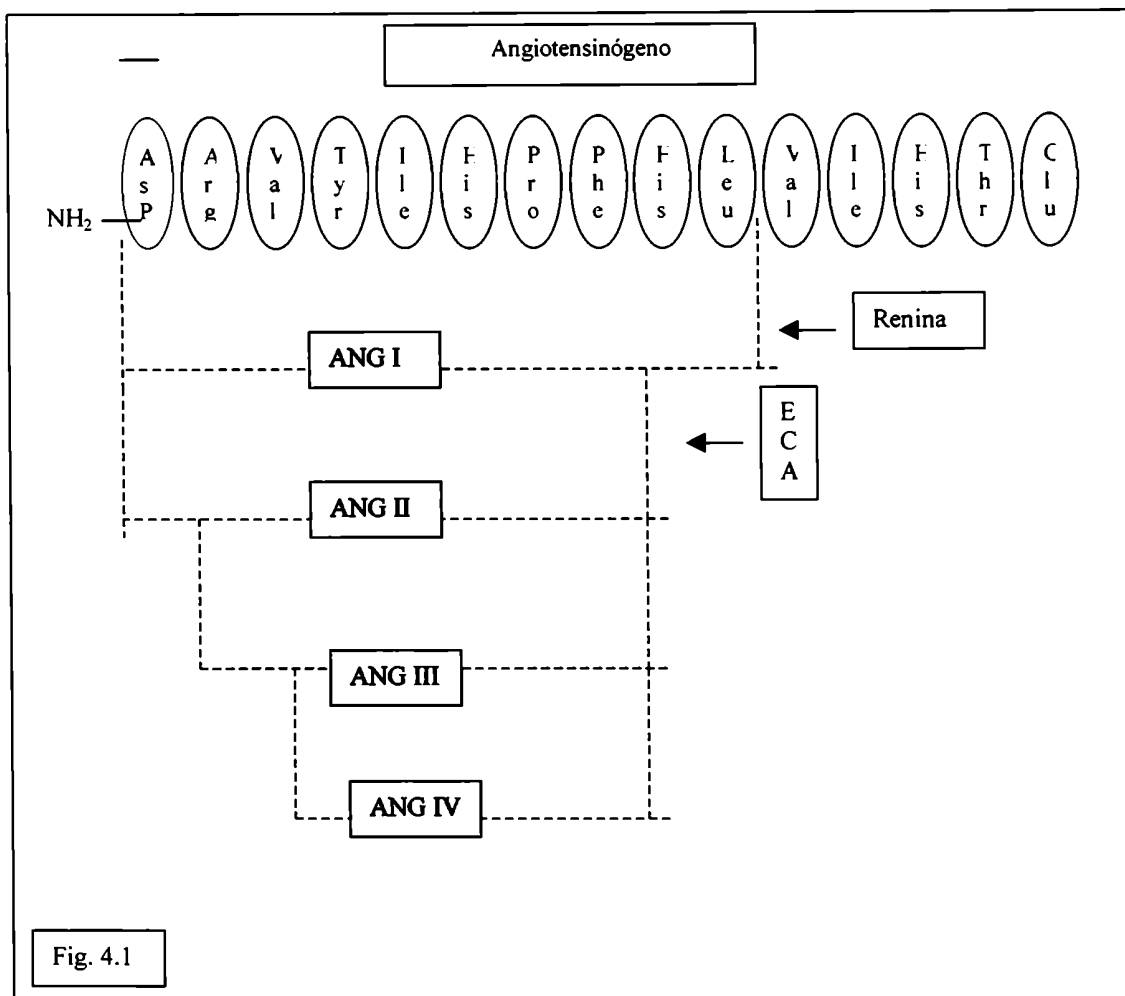 Angiotensinógeno
NH₂
AsP Arg Val Tyr Ile His Pro Phe His Leu Val Ile His Thr Clu
Renina
ANG I
ECA
ANG II
ANG III
ANG IV
Fig. 4.1